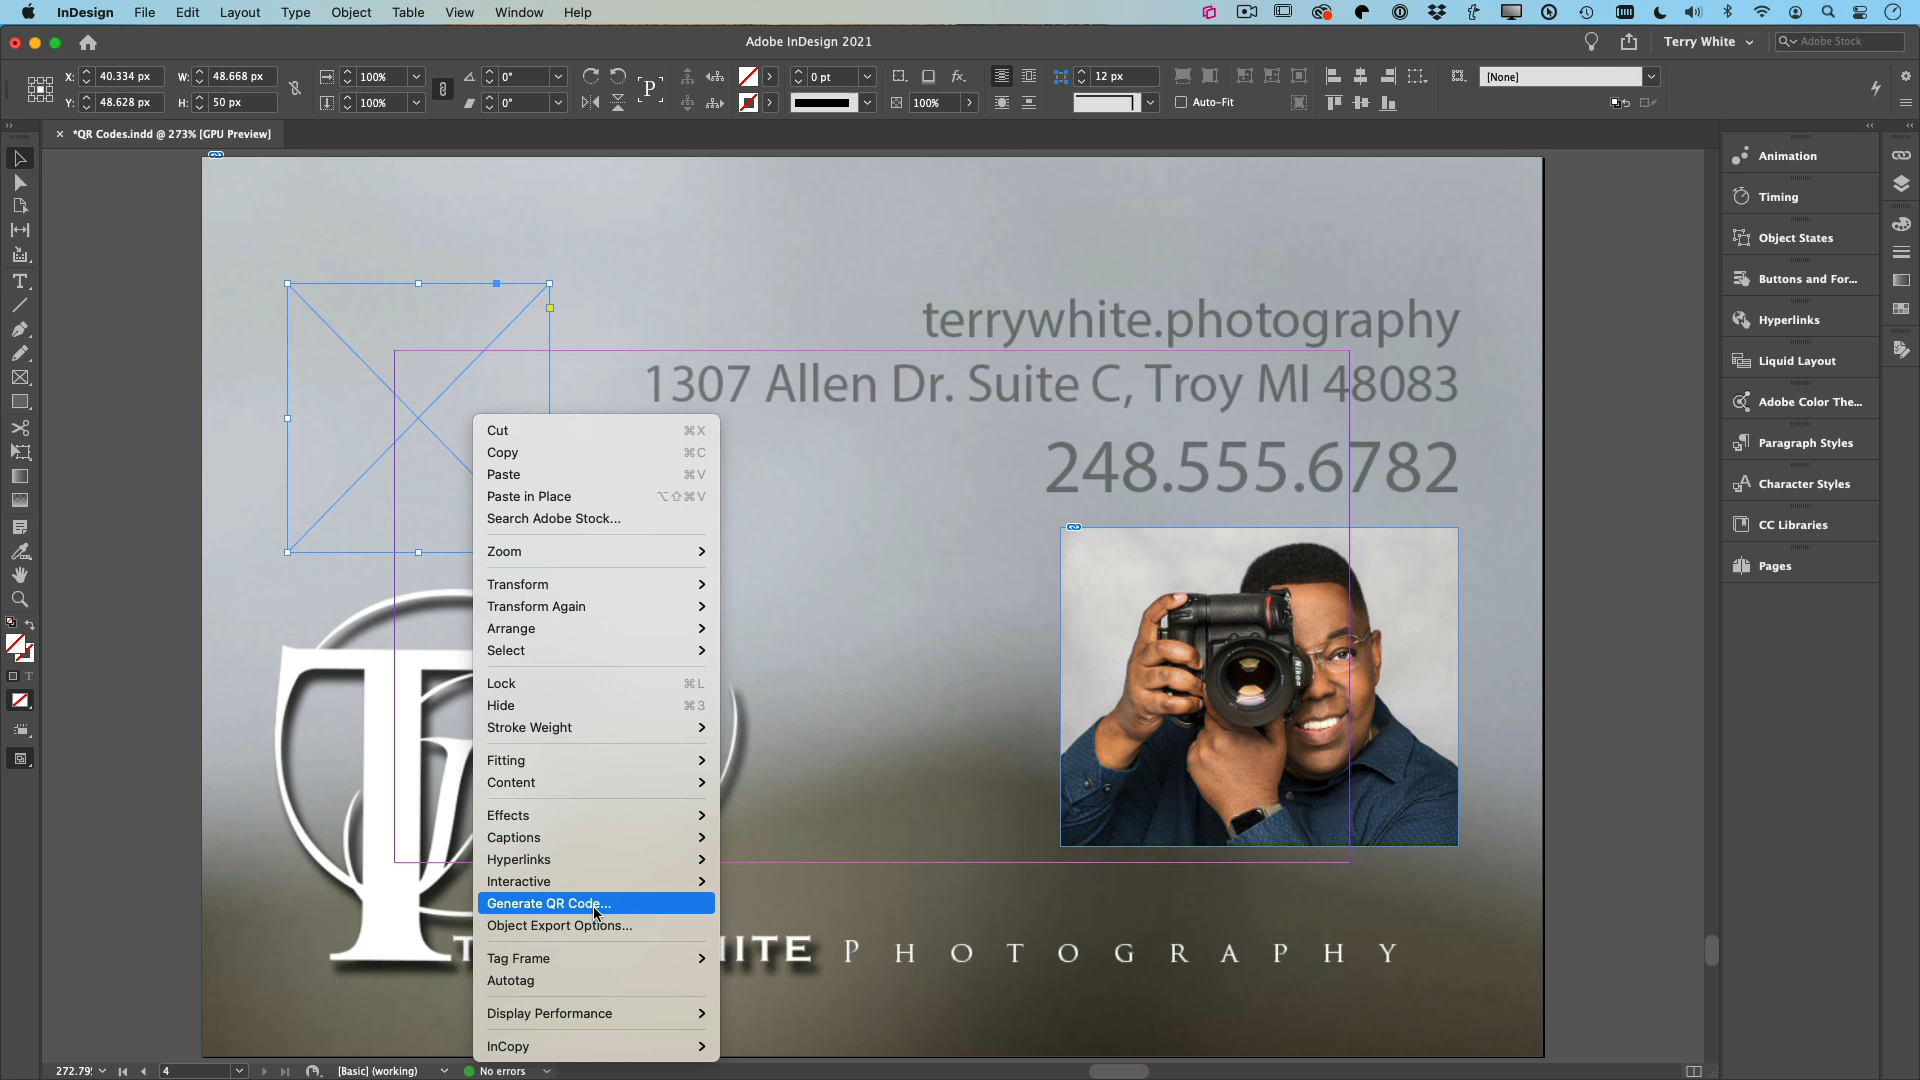 InDesign File Edit Layout Type Object Table View Window Help
Adobe InDesign 2021
Terry White
Adobe Stock
X: 40.334 px W: 48.668 px 100% 0° P 0 pt fx. 12 px [None]
Y: 48.628 px H: 50 px 100% 0° 100% Auto-Fit
*QR Codes.indd @ 273% [GPU Preview]
terrywhite.photography
1307 Allen Dr. Suite C, Troy MI 48083
248.555.6782
Nikon
Cut ⌘X
Copy ⌘C
Paste ⌘V
Paste in Place ⌥⇧⌘V
Search Adobe Stock...
Zoom
Transform
Transform Again
Arrange
Select
Lock ⌘L
Hide ⌘3
Stroke Weight
Fitting
Content
Effects
Captions
Hyperlinks
Interactive
Generate QR Code...
Object Export Options...
Tag Frame
Autotag
Display Performance
InCopy
T HITE PHOTOGRAPHY
Animation
Timing
Object States
Buttons and For...
Hyperlinks
Liquid Layout
Adobe Color The...
Paragraph Styles
Character Styles
CC Libraries
Pages
4 [Basic] (working) No errors